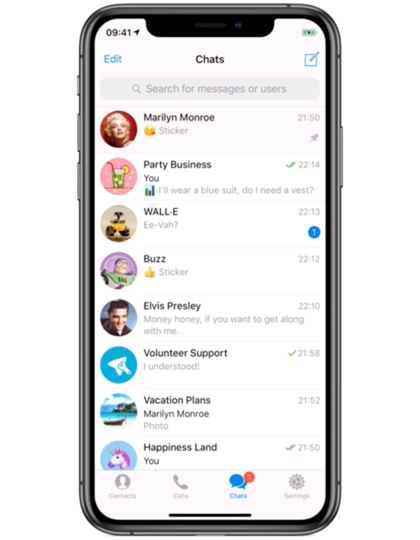 09:41
Edit
Chats
Search for messages or users
Marilyn Monroe
21:50
😘 Sticker
Party Business
22:14
You
📊 I'll wear a blue suit, do I need a vest?
WALL-E
22:13
Ee-Vah?
1
Buzz
22:12
👍 Sticker
Elvis Presley
22:10
Money honey, if you want to get along
with me.
Volunteer Support
21:58
I understood!
Vacation Plans
21:52
Marilyn Monroe
Photo
Happiness Land
21:50
You
1
Contacts
Calls
Chats
Settings